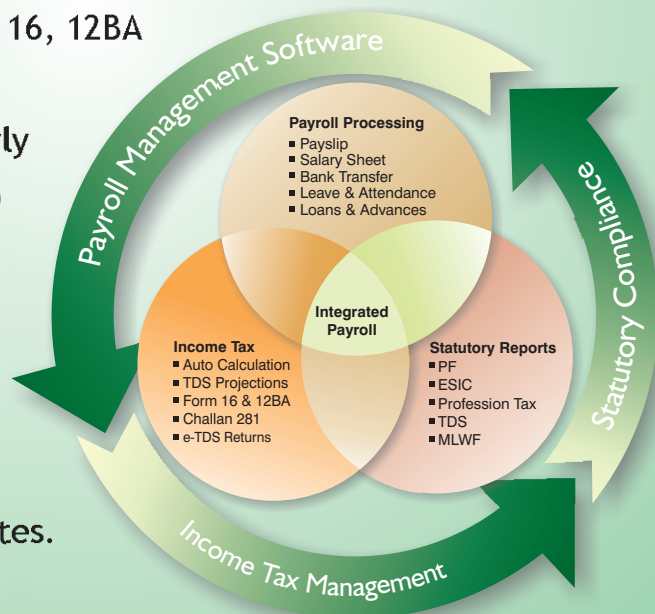 16, 12BA
Payroll Management Software
Payroll Processing
▪ Payslip
▪ Salary Sheet
▪ Bank Transfer
▪ Leave & Attendance
▪ Loans & Advances
Statutory Compliance
Integrated
Payroll
Income Tax
▪ Auto Calculation
▪ TDS Projections
▪ Form 16 & 12BA
▪ Challan 281
▪ e-TDS Returns
Statutory Reports
▪ PF
▪ ESIC
▪ Profession Tax
▪ TDS
▪ MLWF
Income Tax Management